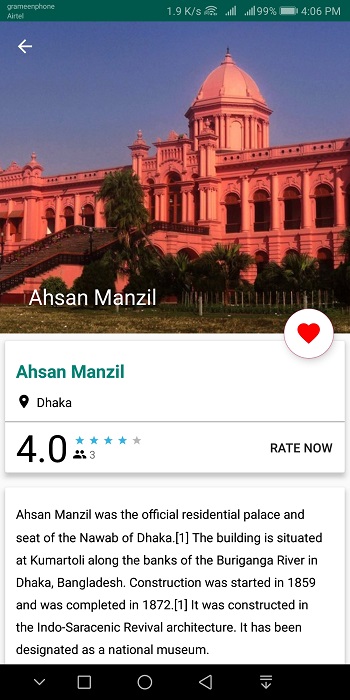 grameenphone
Airtel
1.9 K/s
99%
4:06 PM
Ahsan Manzil
Ahsan Manzil
Dhaka
4.0
3
RATE NOW
Ahsan Manzil was the official residential palace and
seat of the Nawab of Dhaka.[1] The building is situated
at Kumartoli along the banks of the Buriganga River in
Dhaka, Bangladesh. Construction was started in 1859
and was completed in 1872.[1] It was constructed in
the Indo-Saracenic Revival architecture. It has been
designated as a national museum.